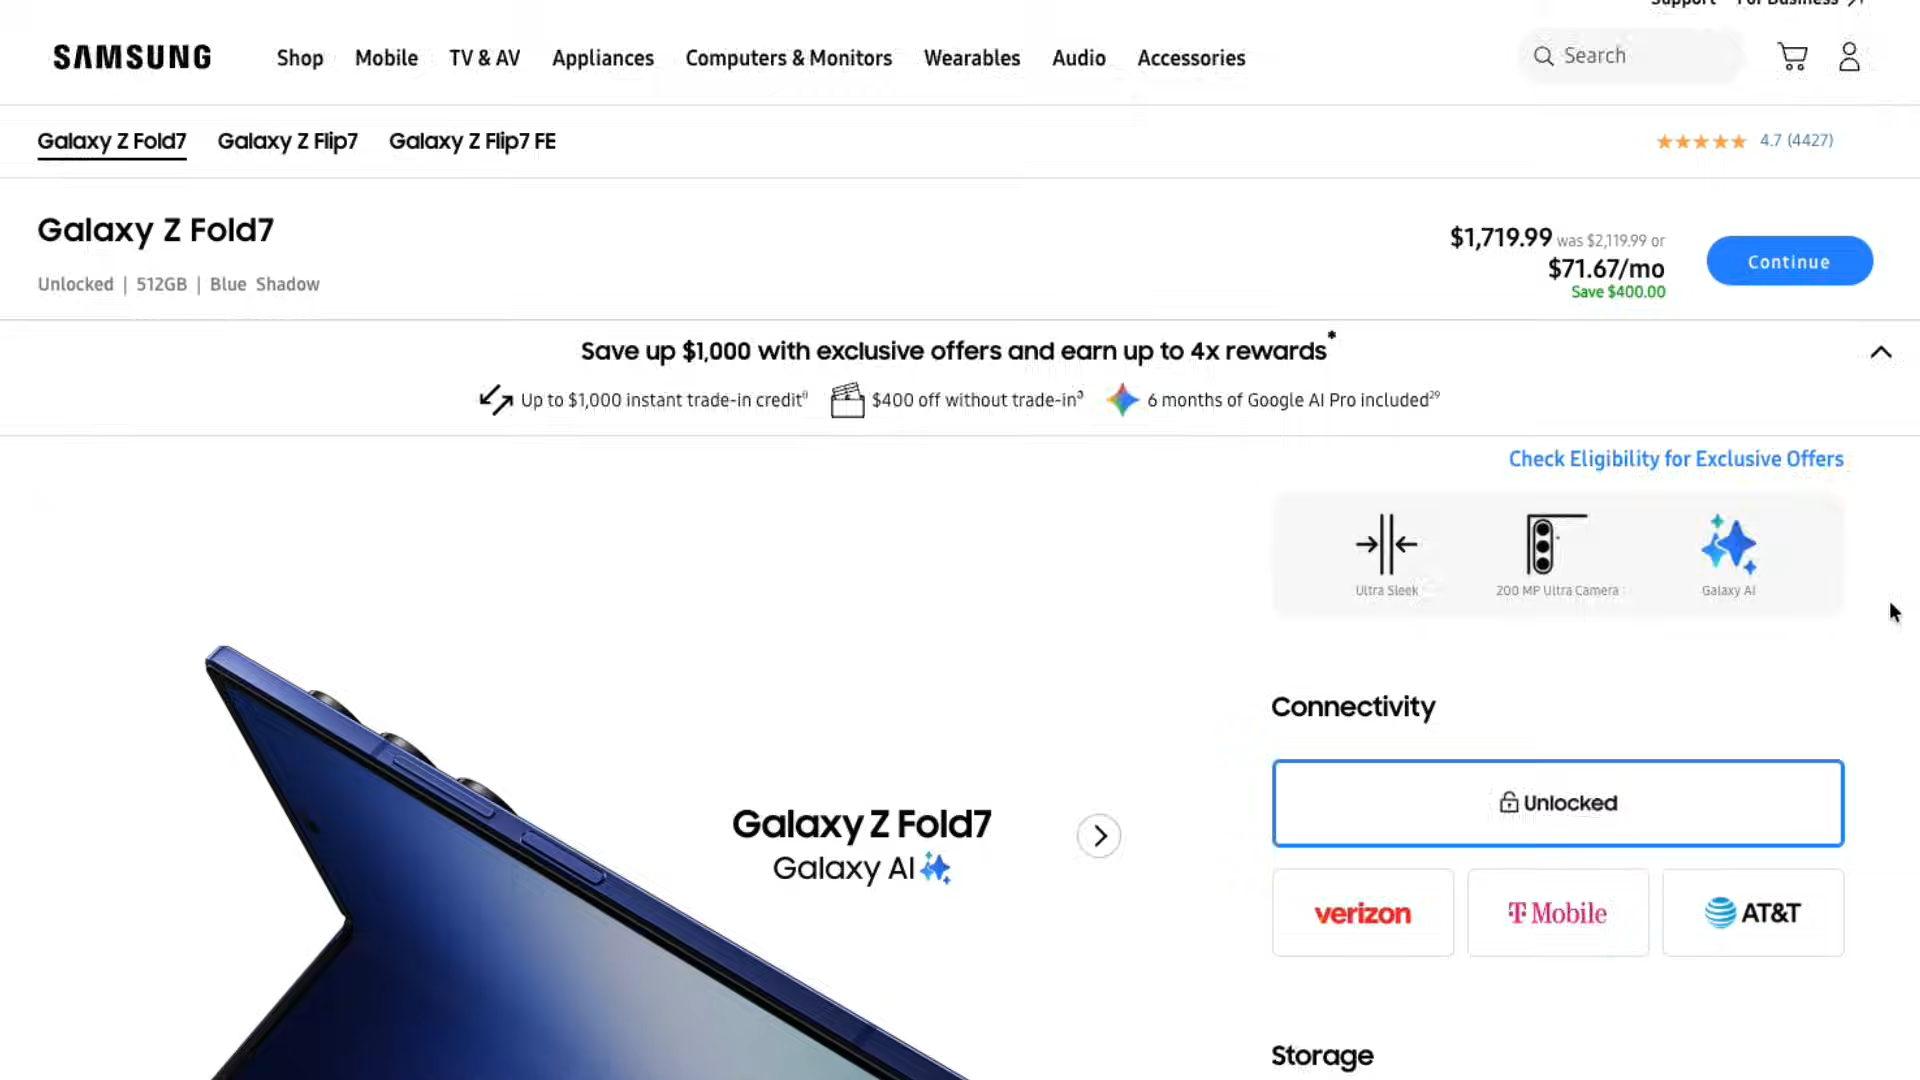 Support For Business
SAMSUNG
Shop Mobile TV & AV Appliances Computers & Monitors Wearables Audio Accessories
Search
Galaxy Z Fold7 Galaxy Z Flip7 Galaxy Z Flip7 FE
4.7 (4427)
Galaxy Z Fold7
Unlocked | 512GB | Blue Shadow
$1,719.99 was $2,119.99 or
$71.67/mo
Save $400.00
Continue
Save up $1,000 with exclusive offers and earn up to 4x rewards*
Up to $1,000 instant trade-in credit $400 off without trade-in 6 months of Google AI Pro included²⁹
Check Eligibility for Exclusive Offers
Ultra Sleek 200 MP Ultra Camera Galaxy AI
Galaxy Z Fold7
Galaxy AI
Connectivity
Unlocked
verizon T Mobile AT&T
Storage